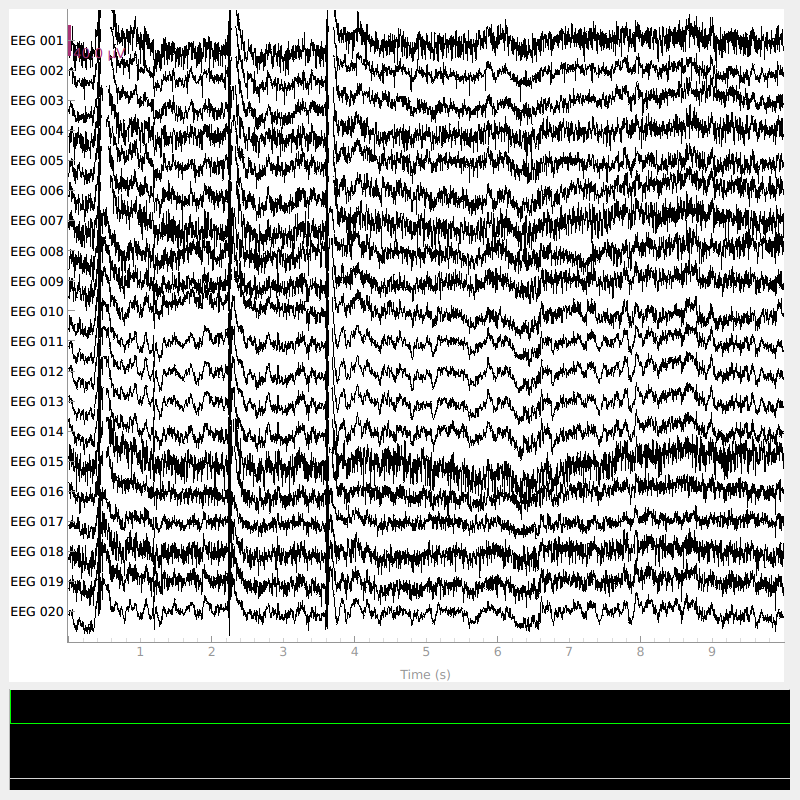 EEG 001
EEG 002
EEG 003
EEG 004
EEG 005
EEG 006
EEG 007
EEG 008
EEG 009
EEG 010
EEG 011
EEG 012
EEG 013
EEG 014
EEG 015
EEG 016
EEG 017
EEG 018
EEG 019
EEG 020
1 2 3 4 5 6 7 8 9
Time (s)